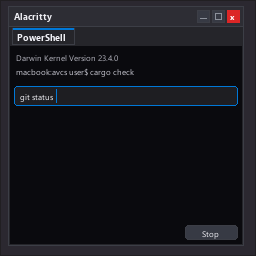 Alacritty
PowerShell
Darwin Kernel Version 23.4.0
macbook:avcs user$ cargo check
git status
Stop